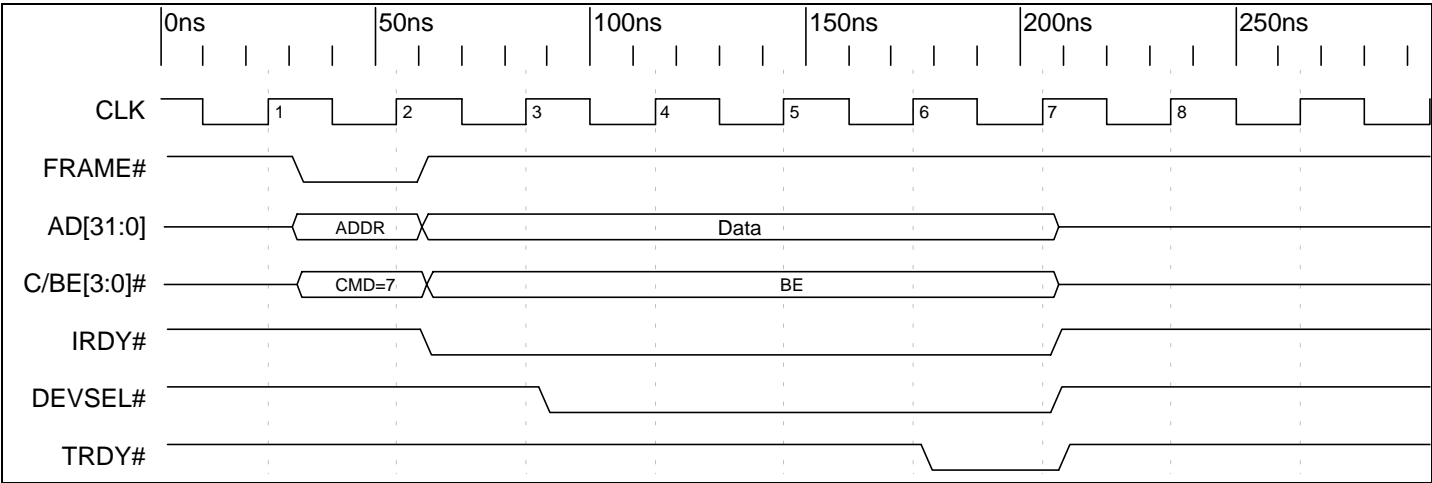 0ns 50ns 100ns 150ns 200ns 250ns
CLK 1 2 3 4 5 6 7 8
FRAME#
AD[31:0] ADDR Data
C/BE[3:0]# CMD=7 BE
IRDY#
DEVSEL#
TRDY#